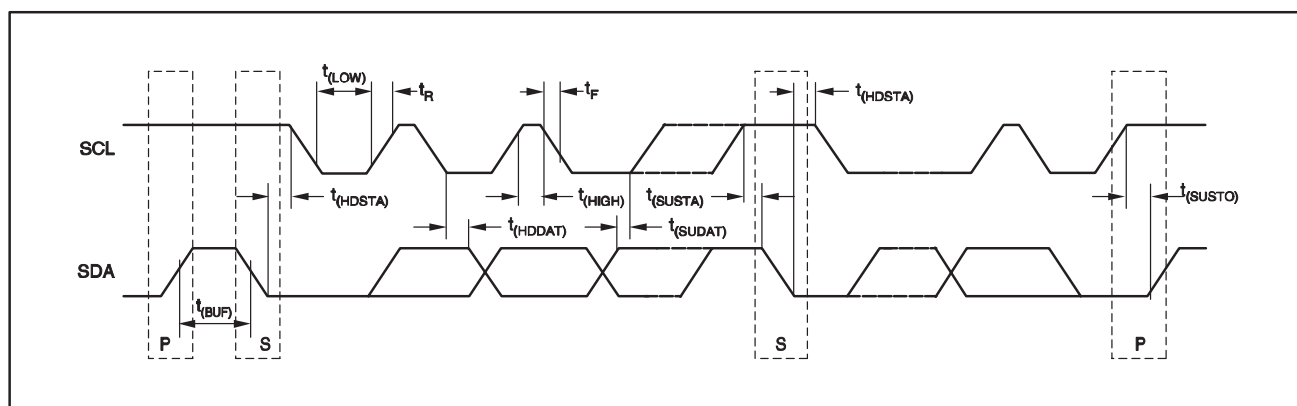 t(LOW)
tR
tF
t(HDSTA)
SCL
t(HDSTA)
t(HIGH)
t(SUSTA)
t(SUSTO)
t(HDDAT)
t(SUDAT)
SDA
t(BUF)
P
S
S
P